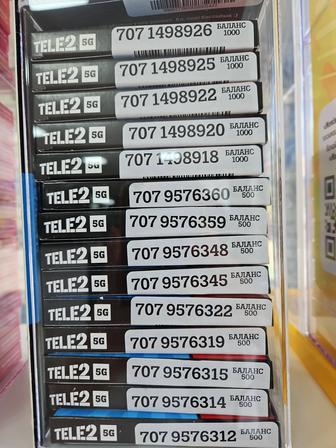 TELE2 5G 707 1498926 БАЛАНС 1000
TELE2 5G 707 1498925 БАЛАНС 1000
TELE2 5G 707 1498922 БАЛАНС 1000
TELE2 5G 707 1498920 БАЛАНС 1000
TELE2 5G 707 1498918 БАЛАНС 1000
TELE2 5G 707 9576360 БАЛАНС 500
TELE2 5G 707 9576359 БАЛАНС 500
TELE2 5G 707 9576348 БАЛАНС 500
TELE2 5G 707 9576345 БАЛАНС 500
TELE2 5G 707 9576322 БАЛАНС 500
TELE2 5G 707 9576319 БАЛАНС 500
TELE2 5G 707 9576315 БАЛАНС 500
TELE2 5G 707 9576314 БАЛАНС 500
TELE2 5G 707 9576312 БАЛАНС 500